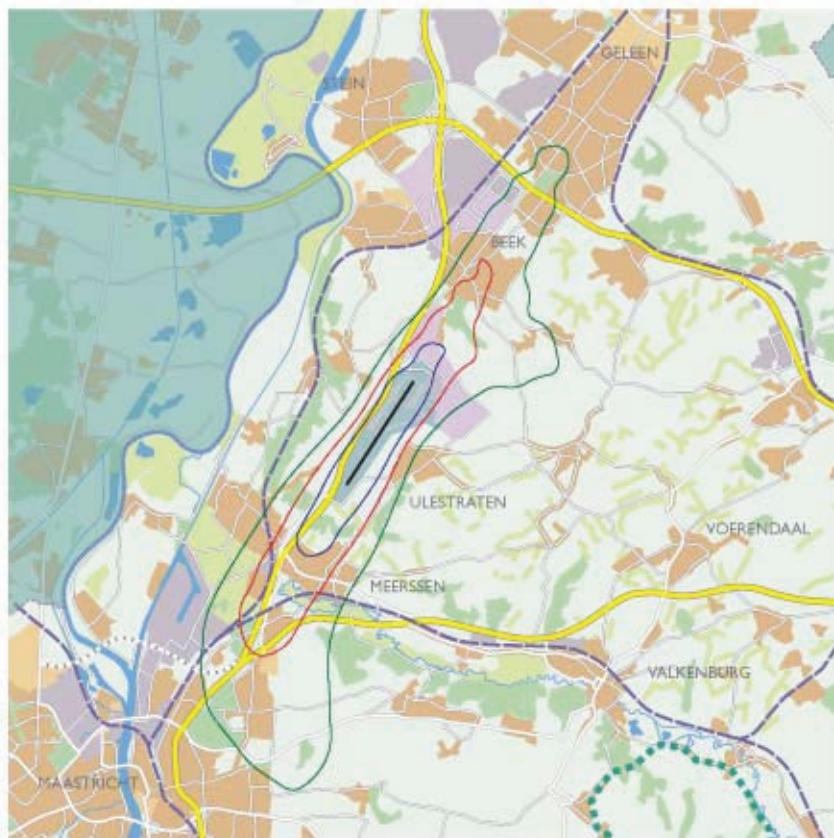 GELEEN
STEIN
BEEK
ULESTRATEN
VOERENDAAL
MEERSSEN
VALKENBURG
MAASTRICHT